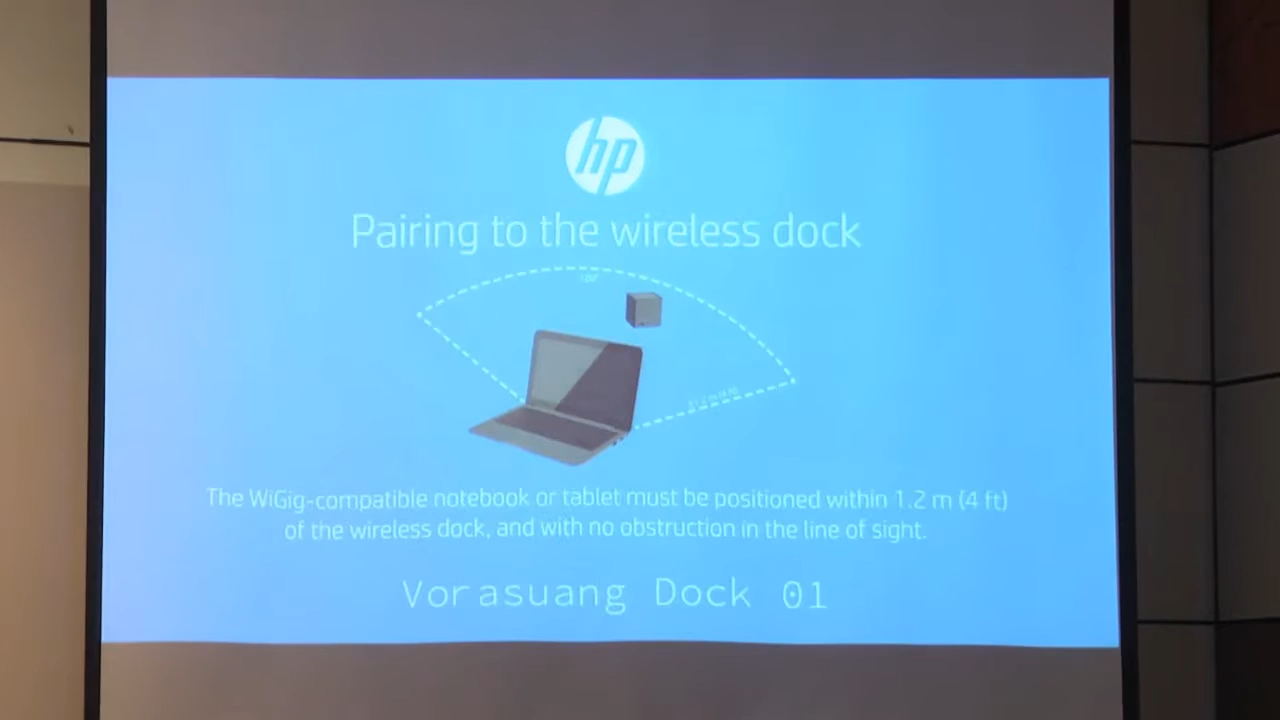 hp
Pairing to the wireless dock
120°
The WiGig-compatible notebook or tablet must be positioned within 1.2 m (4 ft)
of the wireless dock, and with no obstruction in the line of sight.
Vorasuang Dock 01